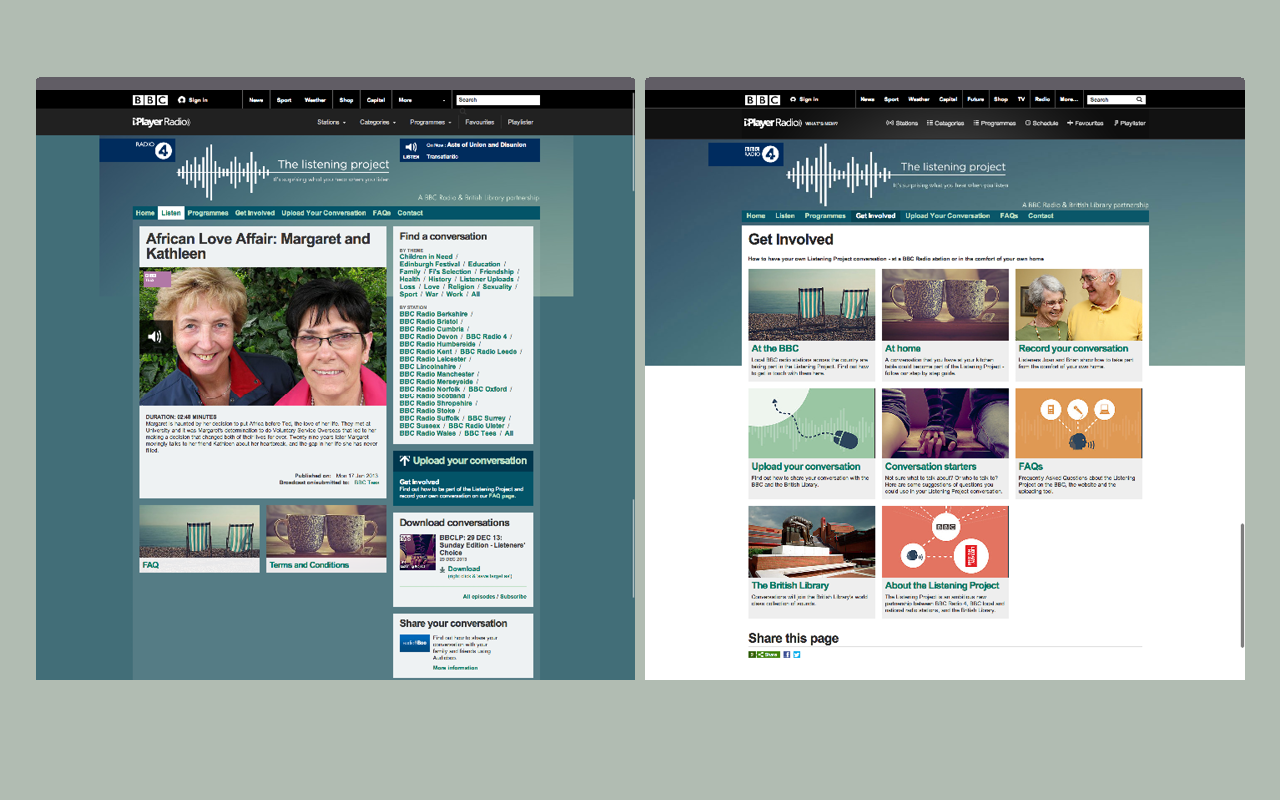 BBC Sign in News Sport Weather Shop Capital More Search
iPlayer Radio Stations Categories Programmes Favourites Playlister
RADIO 4
The listening project
It's surprising what you hear when you listen
LISTEN On Now : Acts of Union and Disunion
Transatlantic
A BBC Radio & British Library partnership
Home Listen Programmes Get Involved Upload Your Conversation FAQs Contact
African Love Affair: Margaret and
Kathleen
DURATION: 02:48 MINUTES
Margaret is haunted by her decision to put Africa before Ted, the love of her life. They met at
University and it was Margaret's determination to do Voluntary Service Overseas that led to her
making a decision that changed both of their lives for ever. Twenty nine years later Margaret
movingly talks to her friend Kathleen about her heartbreak, and the gap in her life she has never
filled.
Published on: Mon 17 Jun 2013
Broadcast on/submitted to: BBC Tees
FAQ
Terms and Conditions
Find a conversation
BY THEME
Children in Need /
Edinburgh Festival / Education /
Family / Fi's Selection / Friendship /
Health / History / Listener Uploads /
Loss / Love / Religion / Sexuality /
Sport / War / Work / All
BY STATION
BBC Radio Berkshire /
BBC Radio Bristol /
BBC Radio Cumbria /
BBC Radio Devon / BBC Radio 4 /
BBC Radio Humberside /
BBC Radio Kent / BBC Radio Leeds /
BBC Radio Leicester /
BBC Lincolnshire /
BBC Radio Manchester /
BBC Radio Merseyside /
BBC Radio Norfolk / BBC Oxford /
BBC Radio Scotland /
BBC Radio Shropshire /
BBC Radio Stoke /
BBC Radio Suffolk / BBC Surrey /
BBC Sussex / BBC Radio Ulster /
BBC Radio Wales / BBC Tees / All
Upload your conversation
Get Involved
Find out how to be part of the Listening Project and
record your own conversation on our FAQ page.
Download conversations
BBCLP: 29 DEC 13:
Sunday Edition - Listeners'
Choice
29 DEC 2013
Download
(right click & 'save target as')
All episodes / Subscribe
Share your conversation
audioBoo
Find out how to share your
conversation with your
family and friends using
Audioboo.
More information
BBC Sign in News Sport Weather Capital Future Shop TV Radio More... Search
iPlayer Radio WHAT'S NEW? Stations Categories Programmes Schedule Favourites Playlister
BBC RADIO 4
The listening project
It's surprising what you hear when you listen
A BBC Radio & British Library partnership
Home Listen Programmes Get Involved Upload Your Conversation FAQs Contact
Get Involved
How to have your own Listening Project conversation - at a BBC Radio station or in the comfort of your own home
At the BBC
Local BBC radio stations across the country are
taking part in the Listening Project. Find out how
to get in touch with them here.
At home
A conversation that you have at your kitchen
table could become part of the Listening Project -
follow our step by step guide.
Record your conversation
Listeners Joan and Brian show how to take part
from the comfort of your own home.
Upload your conversation
Find out how to share your conversation with the
BBC and the British Library.
Conversation starters
Not sure what to talk about? Or who to talk to?
Here are some suggestions of questions you
could use in your Listening Project conversation.
FAQs
Frequently Asked Questions about the Listening
Project on the BBC, the website and the
uploading tool.
The British Library
Conversations will join the British Library's world
class collection of sounds.
BBC
About the Listening Project
The Listening Project is an ambitious new
partnership between BBC Radio 4, BBC local and
national radio stations, and the British Library.
Share this page
Share